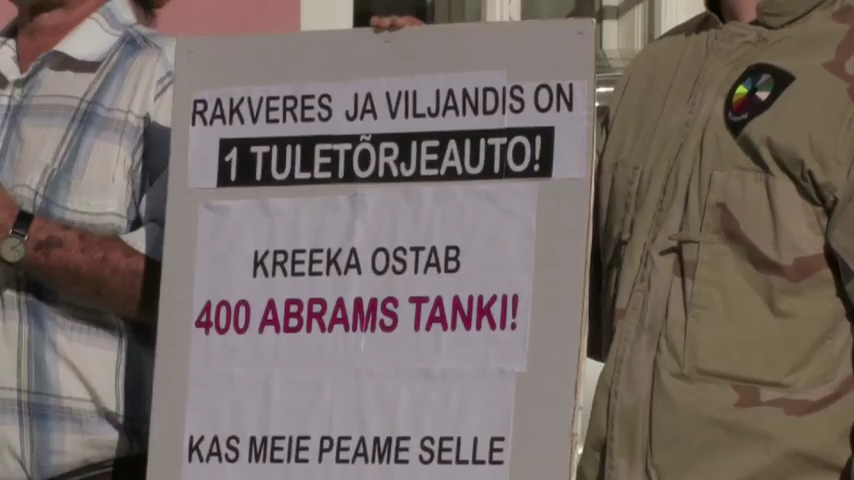 RAKVERES JA VILJANDIS ON
1 TULETÕRJEAUTO!
KREEKA OSTAB
400 ABRAMS TANKI!
KAS MEIE PEAME SELLE